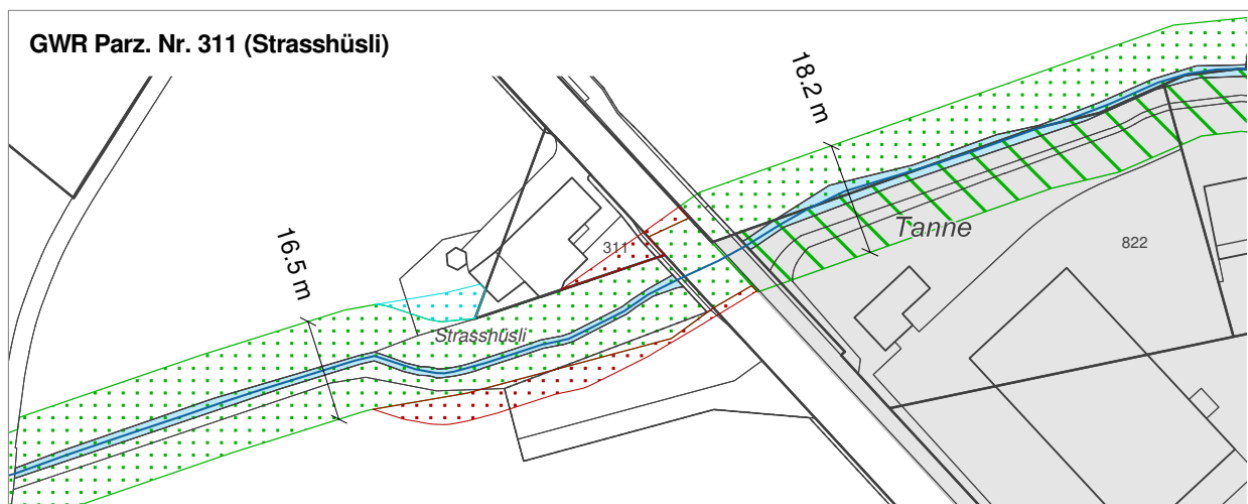 GWR Parz. Nr. 311 (Strasshüsli)
18.2 m
Tanne
822
311
16.5 m
Strasshüsli